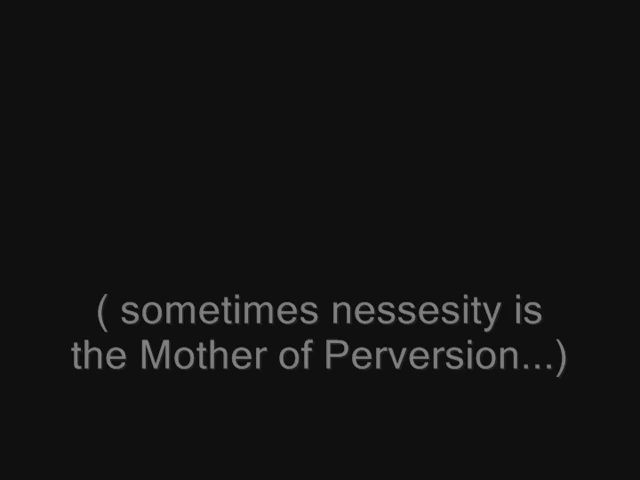 ( sometimes nessesity is
the Mother of Perversion...)